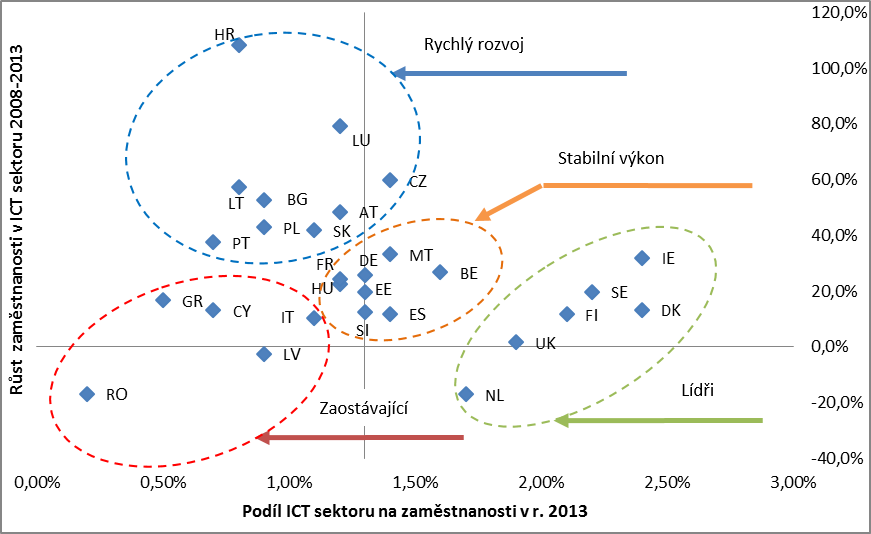 120,0%
HR
Rychlý rozvoj
100,0%
80,0%
LU
Stabilní výkon
CZ
60,0%
LT
BG
AT
PL
SK
PT
40,0%
MT
IE
DE
FR
BE
20,0%
HU
EE
SE
GR
CY
IT
ES
FI
DK
SI
UK
0,0%
LV
RO
NL
Lídři
-20,0%
Zaostávající
-40,0%
0,00%
0,50%
1,00%
1,50%
2,00%
2,50%
3,00%
Růst zaměstnanosti v ICT sektoru 2008-2013
Podíl ICT sektoru na zaměstnanosti v r. 2013